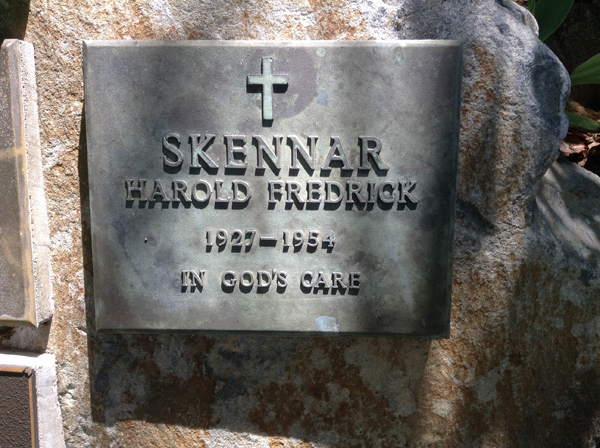 SKENNAR
HAROLD FREDRICK
1927-1954
IN GOD'S CARE